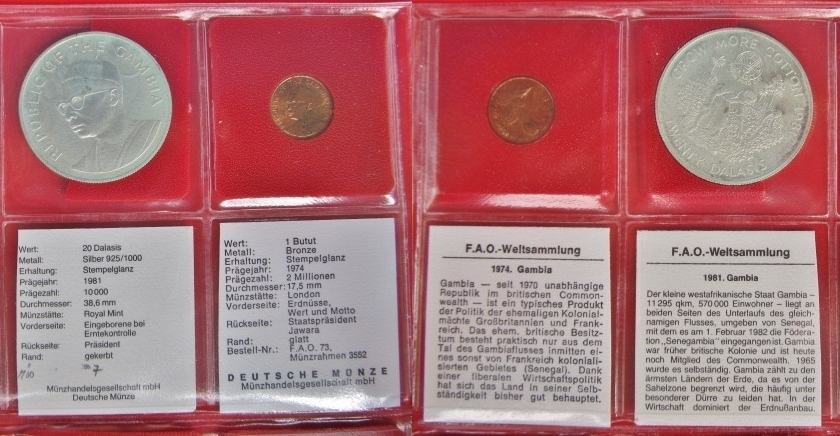 REPUBLIC OF THE GAMBIA
GROW MORE COTTON 1981
TWENTY DALASIS
Wert: 20 Dalasis
Metall: Silber 925/1000
Erhaltung: Stempelglanz
Prägejahr: 1981
Prägezahl: 10 000
Durchmesser: 38,6 mm
Münzstätte: Royal Mint
Vorderseite: Eingeborene bei
Erntekontrolle
Rückseite: Präsident
Rand: gekerbt
Münzhandelsgesellschaft mbH
Deutsche Münze
Wert: 1 Butut
Metall: Bronze
Erhaltung: Stempelglanz
Prägejahr: 1974
Prägezahl: 2 Millionen
Durchmesser: 17,5 mm
Münzstätte: London
Vorderseite: Erdnüsse,
Wert und Motto
Rückseite: Staatspräsident
Jawara
Rand: glatt
Bestell-Nr.: F.A.O. 73,
Münzrahmen 3552
DEUTSCHE MÜNZE
Münzhandelsgesellschaft mbH
F.A.O.-Weltsammlung
1974. Gambia
Gambia – seit 1970 unabhängige
Republik im britischen Common-
wealth – ist ein typisches Produkt
der Politik der ehemaligen Kolonial-
mächte Großbritannien und Frank-
reich. Das ehem. britische Besitz-
tum besteht praktisch nur aus dem
Tal des Gambiaflusses inmitten ei-
nes sonst von Frankreich koloniali-
sierten Gebietes (Senegal). Dank
einer liberalen Wirtschaftspolitik
hat sich das Land in seiner Selb-
ständigkeit bisher gut behauptet.
F.A.O.-Weltsammlung
1981. Gambia
Der kleine westafrikanische Staat Gambia –
11 295 qkm, 570 000 Einwohner – liegt an
beiden Seiten des Unterlaufs des gleich-
namigen Flusses, umgeben von Senegal,
mit dem es am 1. Februar 1982 die Födera-
tion „Senegambia" eingegangen ist. Gambia
war früher britische Kolonie und ist heute
noch Mitglied des Commonwealth. 1965
wurde es selbständig. Gambia zählt zu den
ärmsten Ländern der Erde, da es von der
Sahelzone begrenzt wird, die häufig unter
besonderer Dürre zu leiden hat. In der
Wirtschaft dominiert der Erdnußanbau.